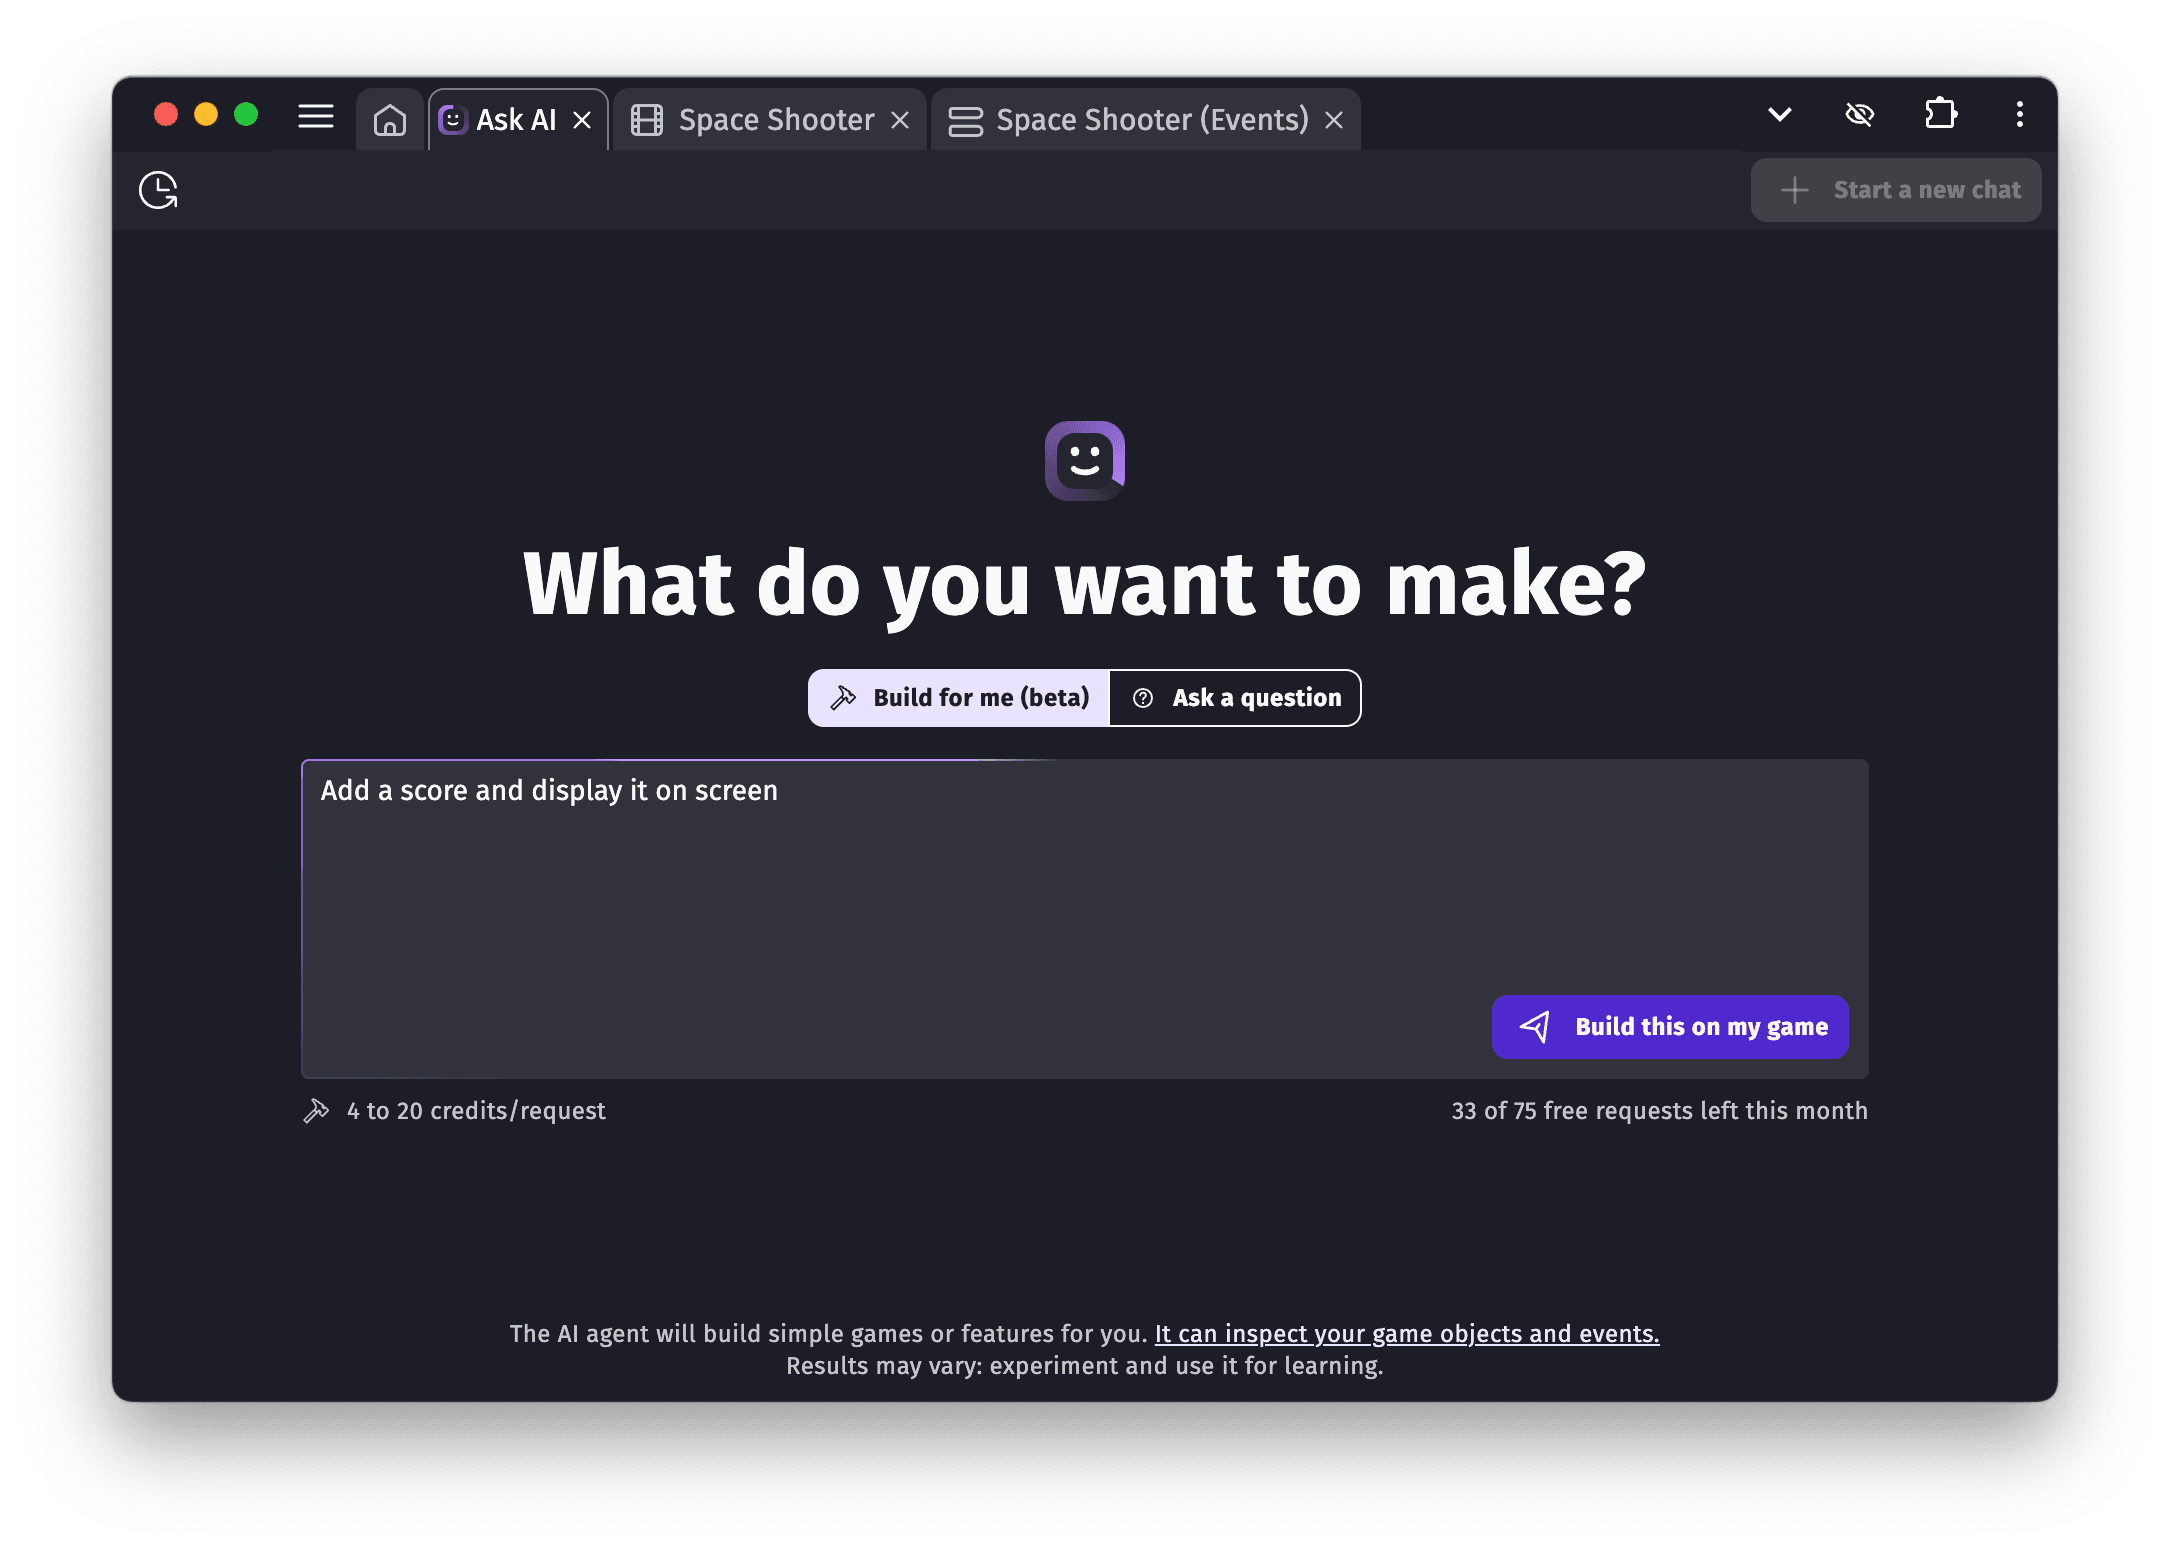 Ask AI
Space Shooter
Space Shooter (Events)
Start a new chat
What do you want to make?
Build for me (beta)
Ask a question
Add a score and display it on screen
Build this on my game
4 to 20 credits/request
33 of 75 free requests left this month
The AI agent will build simple games or features for you. It can inspect your game objects and events.
Results may vary: experiment and use it for learning.